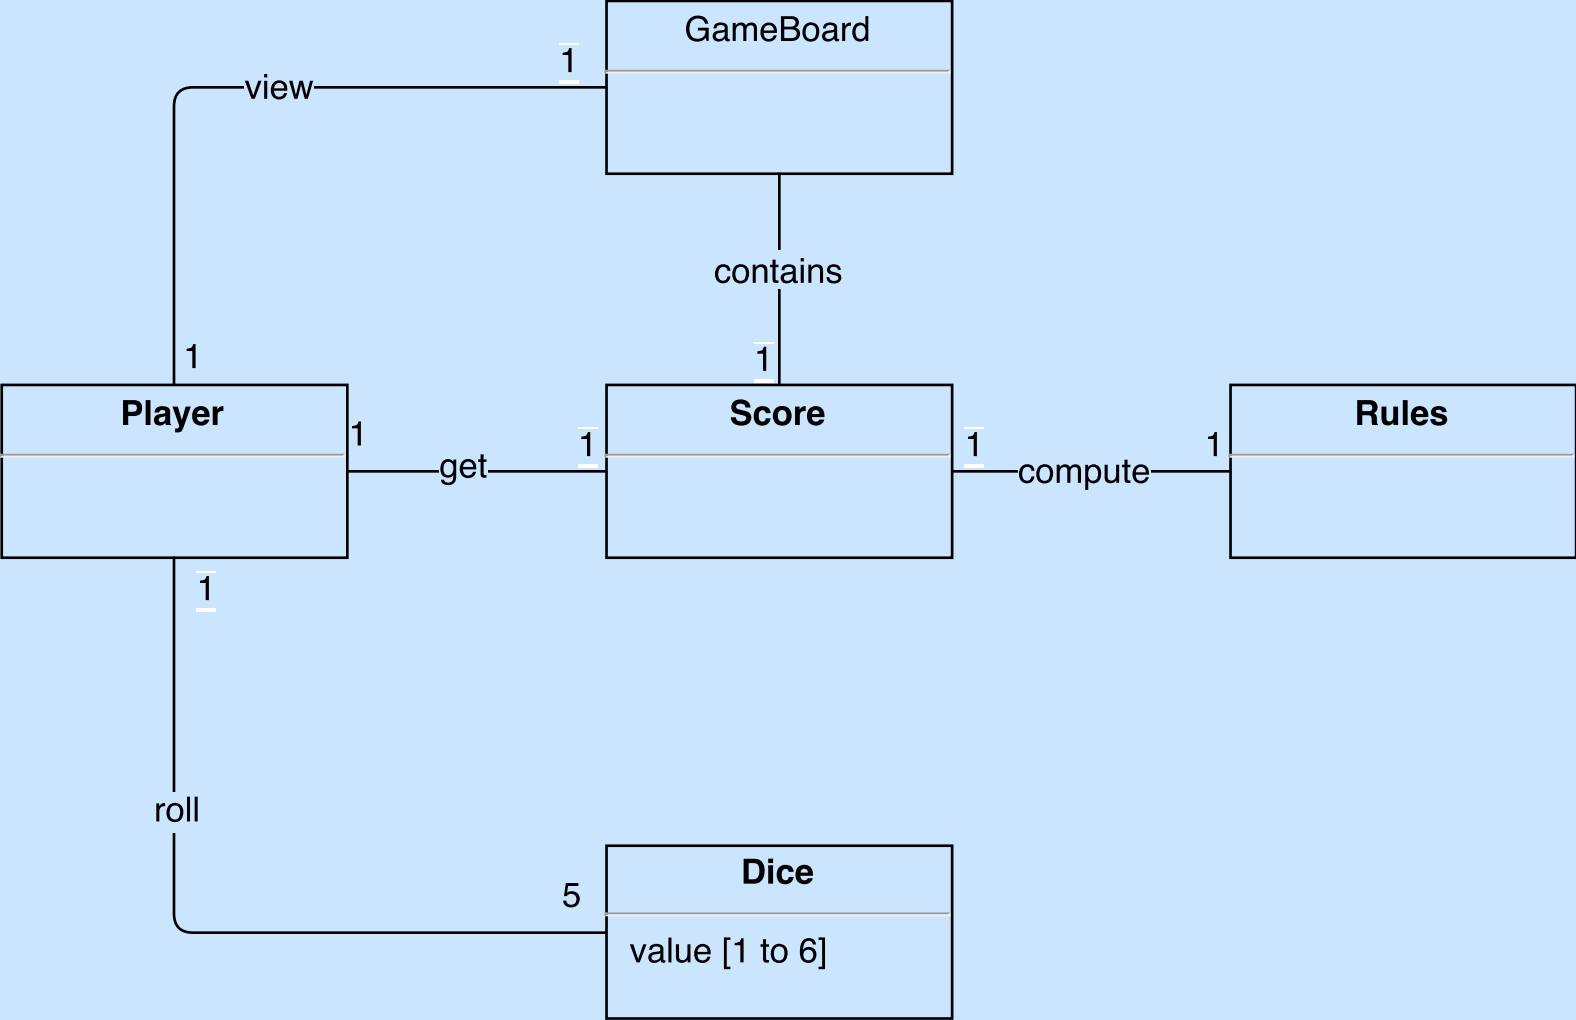 GameBoard
1
view
contains
1
1
Player
1
get
1
Score
1
compute
1
Rules
1
roll
5
Dice
value [1 to 6]